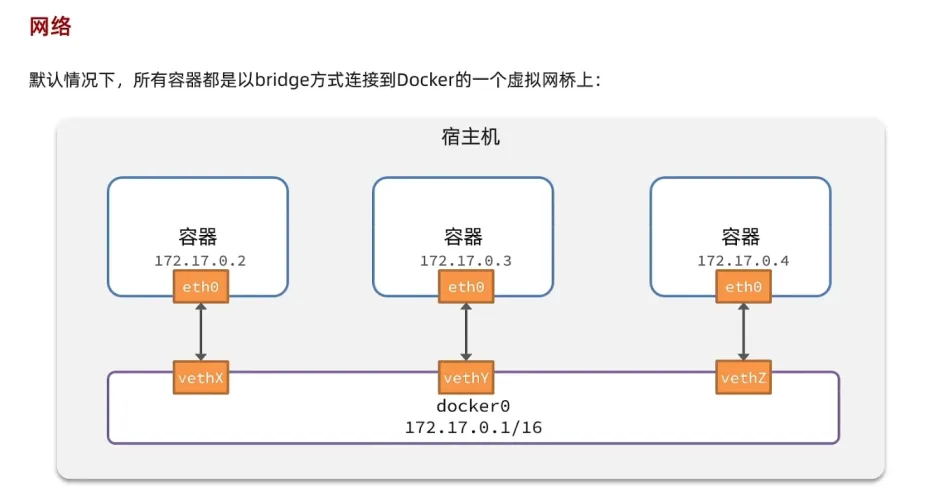 网络
默认情况下，所有容器都是以bridge方式连接到Docker的一个虚拟网桥上：
宿主机
容器
172.17.0.2
eth0
容器
172.17.0.3
eth0
容器
172.17.0.4
eth0
vethX
vethY
vethZ
docker0
172.17.0.1/16